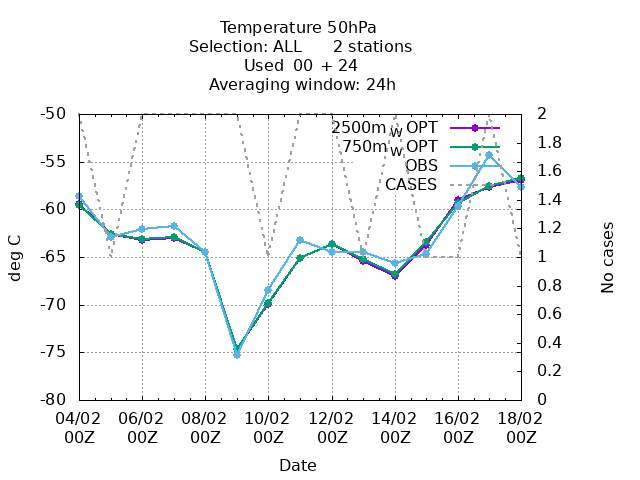 Temperature 50hPa
Selection: ALL 2 stations
Used 00 + 24
Averaging window: 24h
-50
-55
-60
-65
-70
-75
-80
deg C
2
1.8
1.6
1.4
1.2
1
0.8
0.6
0.4
0.2
0
No cases
2500m W OPT
750m W OPT
OBS
CASES
04/02 06/02 08/02 10/02 12/02 14/02 16/02 18/02
00Z 00Z 00Z 00Z 00Z 00Z 00Z 00Z
Date